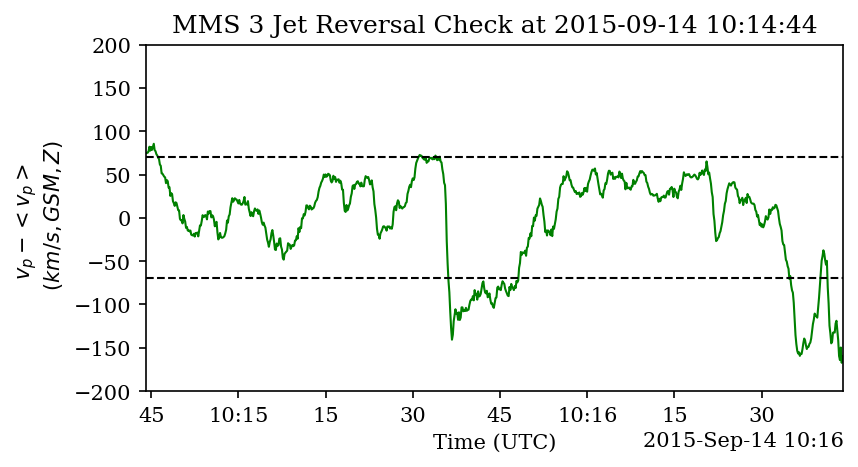 MMS 3 Jet Reversal Check at 2015-09-14 10:14:44
200
150
100
50
0
−50
−100
−150
−200
v_p − <v_p>
(km/s, GSM, Z)
45 10:15 15 30 45 10:16 15 30
Time (UTC)
2015-Sep-14 10:16